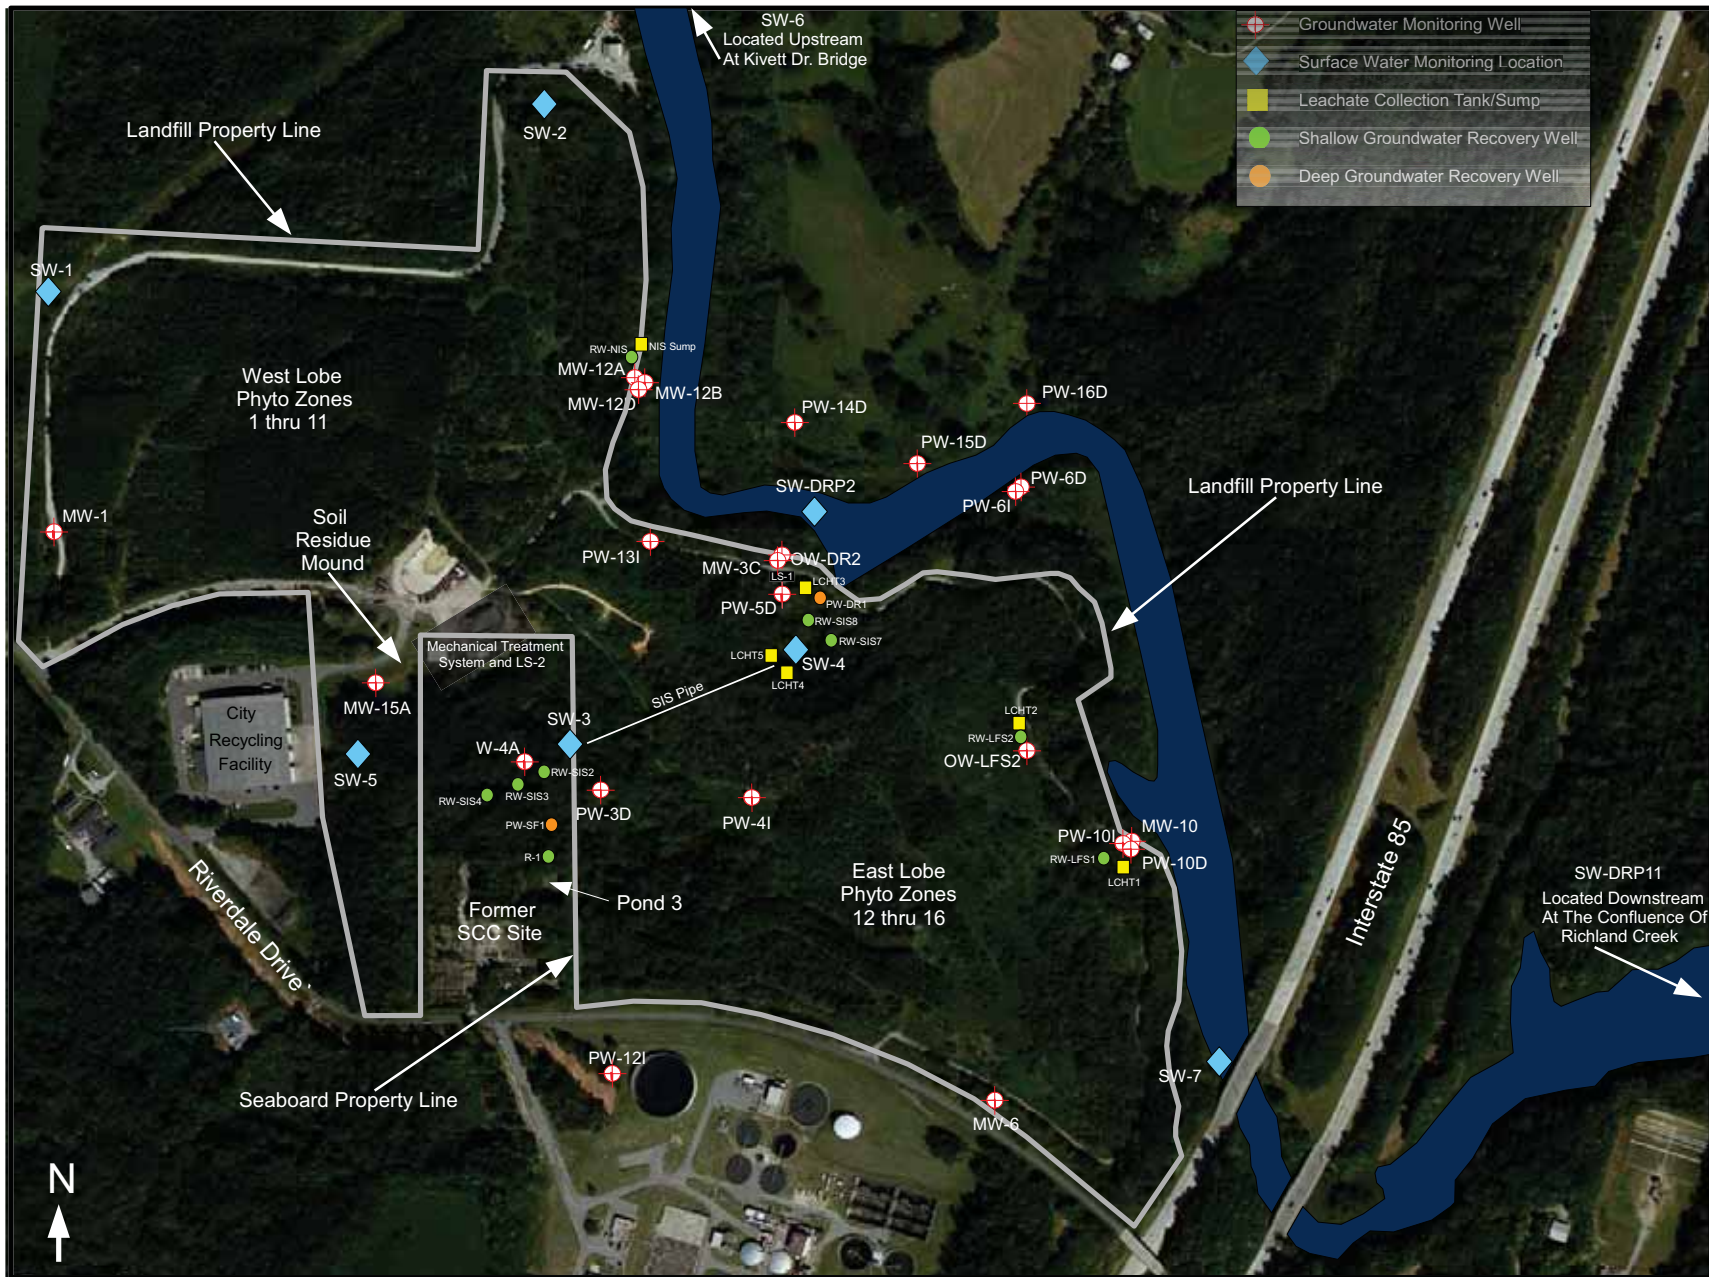 SW-6
Located Upstream
At Kivett Dr. Bridge
Groundwater Monitoring Well
Surface Water Monitoring Location
Leachate Collection Tank/Sump
Shallow Groundwater Recovery Well
Deep Groundwater Recovery Well
Landfill Property Line
SW-2
SW-1
RW-NIS
NIS Sump
MW-12A
MW-12B
MW-12D
West Lobe
Phyto Zones
1 thru 11
PW-14D
PW-16D
PW-15D
PW-6D
PW-6I
SW-DRP2
Landfill Property Line
MW-1
Soil
Residue
Mound
PW-13I
OW-DR2
MW-3C
LS-1
LCHT3
PW-5D
PW-DR1
RW-SIS8
RW-SIS7
LCHT5
SW-4
LCHT4
Mechanical Treatment
System and LS-2
SIS Pipe
MW-15A
City
Recycling
Facility
SW-5
SW-3
W-4A
RW-SIS2
RW-SIS3
RW-SIS4
PW-3D
PW-4I
PW-SF1
R-1
LCHT2
RW-LFS2
OW-LFS2
MW-10
PW-10I
PW-10D
RW-LFS1
LCHT1
Pond 3
Former
SCC Site
East Lobe
Phyto Zones
12 thru 16
Riverdale Drive
Interstate 85
SW-DRP11
Located Downstream
At The Confluence Of
Richland Creek
PW-12I
Seaboard Property Line
SW-7
MW-6
N